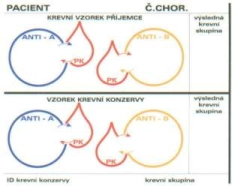 PACIENT Č.CHOR.
KREVNÍ VZOREK PŘÍJEMCE
výsledná krevní skupina
ANTI - A
ANTI - B
PK
PK
VZOREK KREVNÍ KONZERVY
výsledná krevní skupina
ANTI - A
ANTI - B
PK
PK
ID krevní konzervy krevní skupina